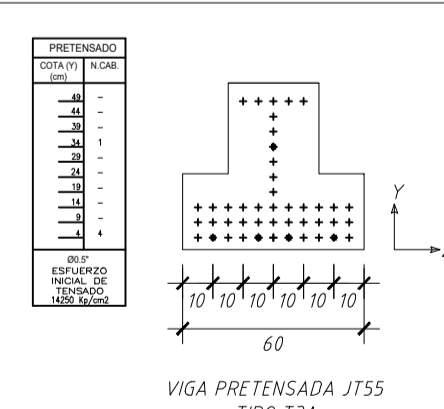 PRETENSADO
COTA (Y) N.CAB.
(cm)
49 -
44 -
39 -
34 1
29 -
24 -
19 -
14 -
9 -
4 4
Ø0.5"
ESFUERZO
INICIAL DE
TENSADO
14250 Kp/cm2
Y
10 10 10 10 10 10
60
VIGA PRETENSADA JT55